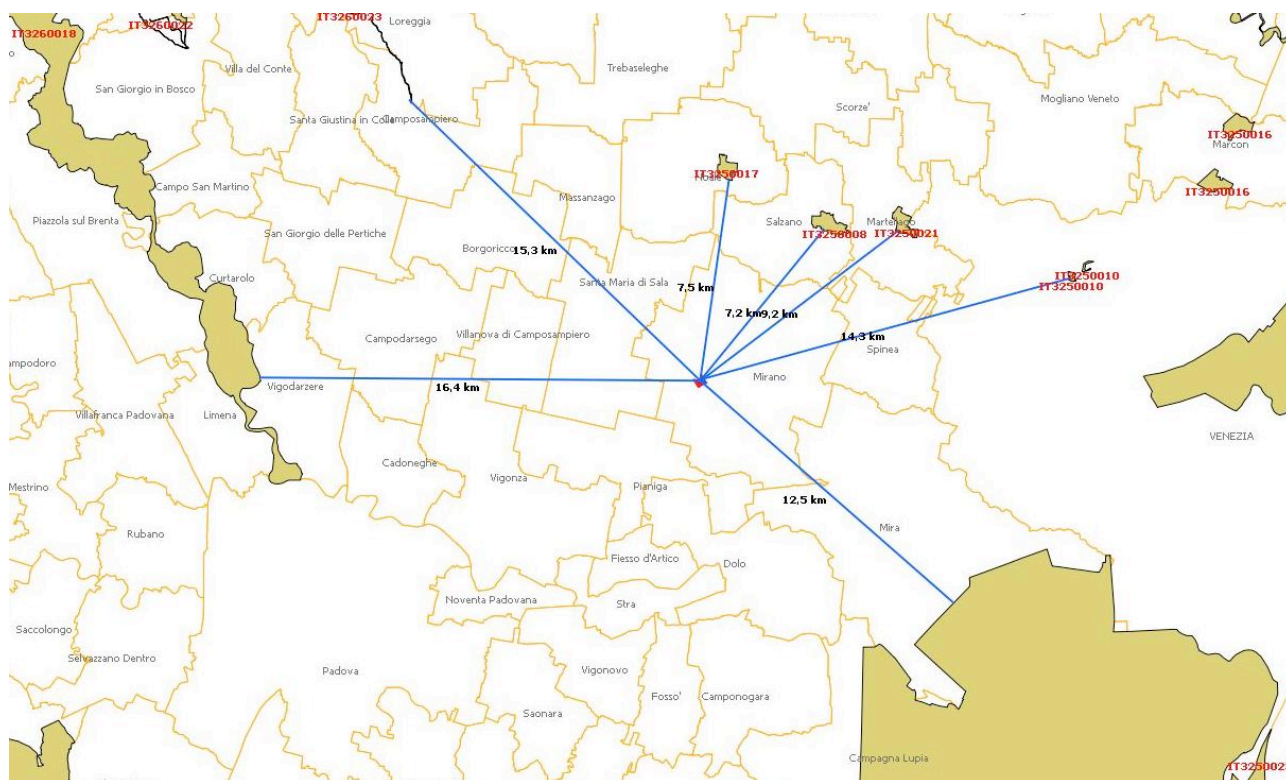 IT3260022
IT3260023
Loreggia
IT3260018
Villa del Conte
Trebaseleghe
San Giorgio in Bosco
Scorze'
Mogliano Veneto
Santa Giustina in Colle
Camposampiero
IT3250016
Marcon
IT3250017
Campo San Martino
Massanzago
IT3250016
Piazzola sul Brenta
San Giorgio delle Pertiche
Salzano
Martellago
IT3250008
IT3250021
Borgoricco
15,3 km
Curtarolo
Santa Maria di Sala
7,5 km
IT3250010
IT3250010
7,2 km
9,2 km
Campodarsego
Villanova di Camposampiero
14,3 km
Spinea
ampodoro
Mirano
Vigodarzere
16,4 km
Villafranca Padovana
Limena
VENEZIA
Cadoneghe
Vigonza
Pianiga
Mestrino
12,5 km
Mira
Rubano
Fiesso d'Artico
Dolo
Noventa Padovana
Stra
Saccolongo
Selvazzano Dentro
Padova
Vigonovo
Fosso'
Camponogara
Saonara
Campagna Lupia